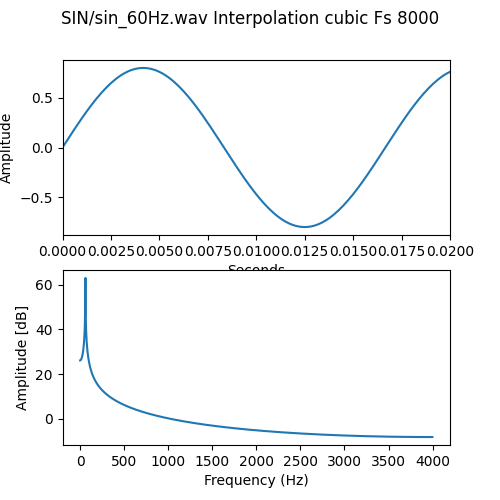 SIN/sin_60Hz.wav Interpolation cubic Fs 8000
Amplitude
0.5
0.0
−0.5
0.0000 0.0025 0.0050 0.0075 0.0100 0.0125 0.0150 0.0175 0.0200
Seconds
Amplitude [dB]
60
40
20
0
0 500 1000 1500 2000 2500 3000 3500 4000
Frequency (Hz)